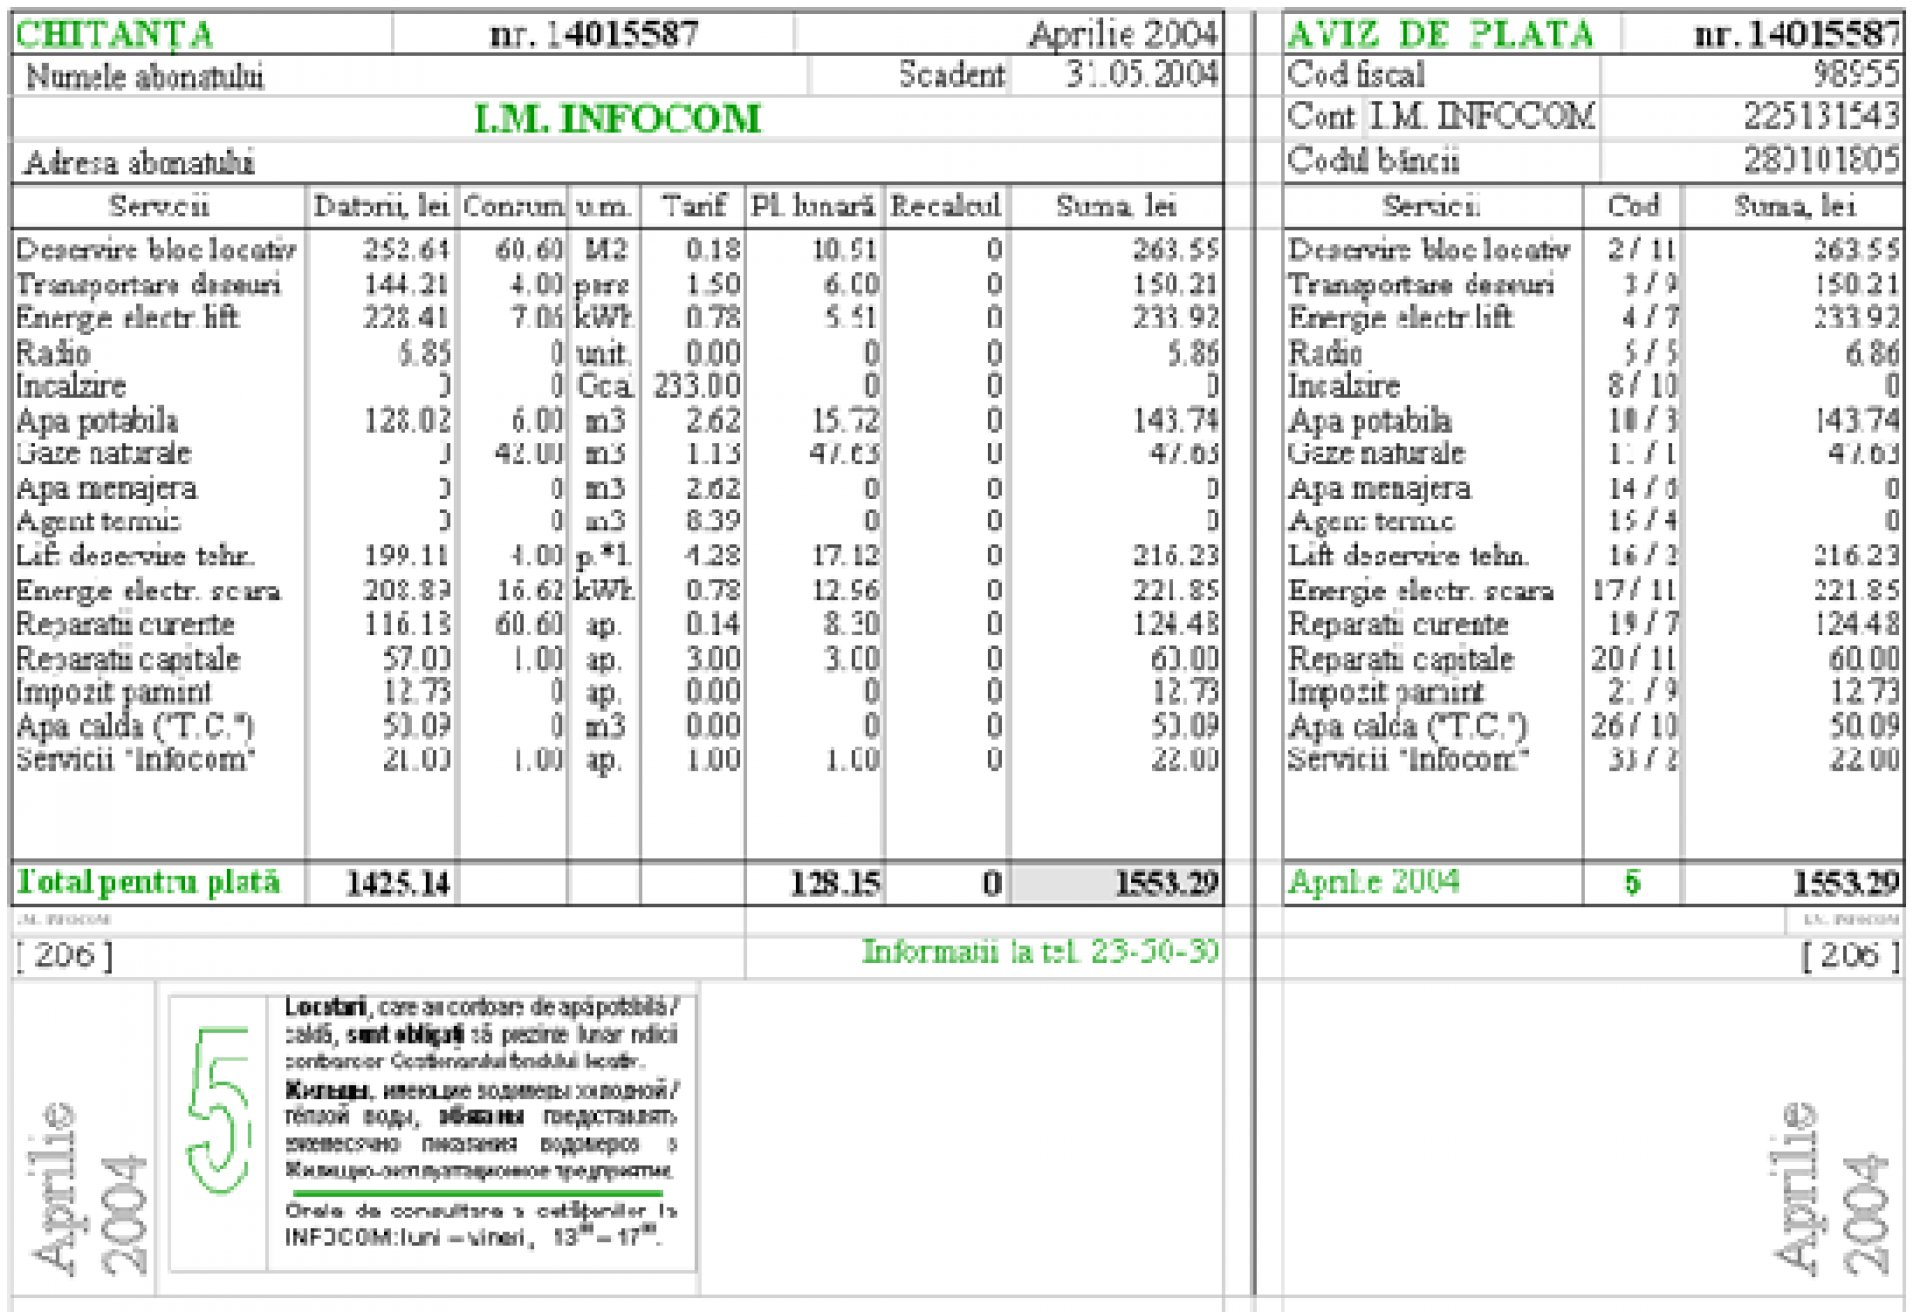 CHITANȚA nr. 14015587 Aprilie 2004
Numele abonatului Scadent 31.05.2004
I.M. INFOCOM
Adresa abonatului
Servicii Datorii, lei Consum u.m. Tarif Pl. lunară Recalcul Suma, lei
Deservire bloc locativ 252.64 60.60 M2 0.18 10.91 0 263.55
Transportare deseuri 144.21 4.00 pers 1.50 6.00 0 150.21
Energie electr.lift 228.41 7.06 kWh 0.78 5.51 0 233.92
Radio 6.86 0 unit. 0.00 0 0 6.86
Incalzire 0 0 Gcal 233.00 0 0 0
Apa potabila 128.02 6.00 m3 2.62 15.72 0 143.74
Gaze naturale 0 42.00 m3 1.13 47.63 0 47.63
Apa menajera 0 0 m3 2.62 0 0 0
Agent termic 0 0 m3 8.39 0 0 0
Lift deservire tehn. 199.11 4.00 p.*l. 4.28 17.12 0 216.23
Energie electr. scara 208.89 16.62 kWh 0.78 12.96 0 221.85
Reparatii curente 116.18 60.60 ap. 0.14 8.30 0 124.48
Reparatii capitale 57.00 1.00 ap. 3.00 3.00 0 60.00
Impozit pamint 12.73 0 ap. 0.00 0 0 12.73
Apa calda ("T.C.") 50.09 0 m3 0.00 0 0 50.09
Servicii "Infocom" 21.00 1.00 ap. 1.00 1.00 0 22.00
Total pentru plată 1425.14 128.15 0 1553.29
I.M. INFOCOM
[ 206 ] Informatii la tel. 23-50-30
Aprilie
2004
5
Locatari, care au contoare de apă potabilă/
caldă, sunt obligați să prezinte lunar indicii
contoarelor Gestionarului fondului locativ.
Жильцы, имеющие водомеры холодной/
тёплой воды, обязаны предоставлять
ежемесячно показания водомеров в
Жилищно-эксплуатационное предприятие.
Orele de consultare a cetățenilor la
INFOCOM: luni – vineri, 13⁰⁰ – 17⁰⁰.
AVIZ DE PLATA nr. 14015587
Cod fiscal 98955
Cont I.M. INFOCOM 225131543
Codul băncii 280101805
Servicii Cod Suma, lei
Deservire bloc locativ 2 / 11 263.55
Transportare deseuri 3 / 9 150.21
Energie electr.lift 4 / 7 233.92
Radio 5 / 5 6.86
Incalzire 8 / 10 0
Apa potabila 10 / 3 143.74
Gaze naturale 11 / 1 47.63
Apa menajera 14 / 6 0
Agent termic 15 / 4 0
Lift deservire tehn. 16 / 2 216.23
Energie electr. scara 17 / 11 221.85
Reparatii curente 19 / 7 124.48
Reparatii capitale 20 / 11 60.00
Impozit pamint 21 / 9 12.73
Apa calda ("T.C.") 26 / 10 50.09
Servicii "Infocom" 33 / 2 22.00
Aprilie 2004 5 1553.29
I.M. INFOCOM
[ 206 ]
Aprilie
2004